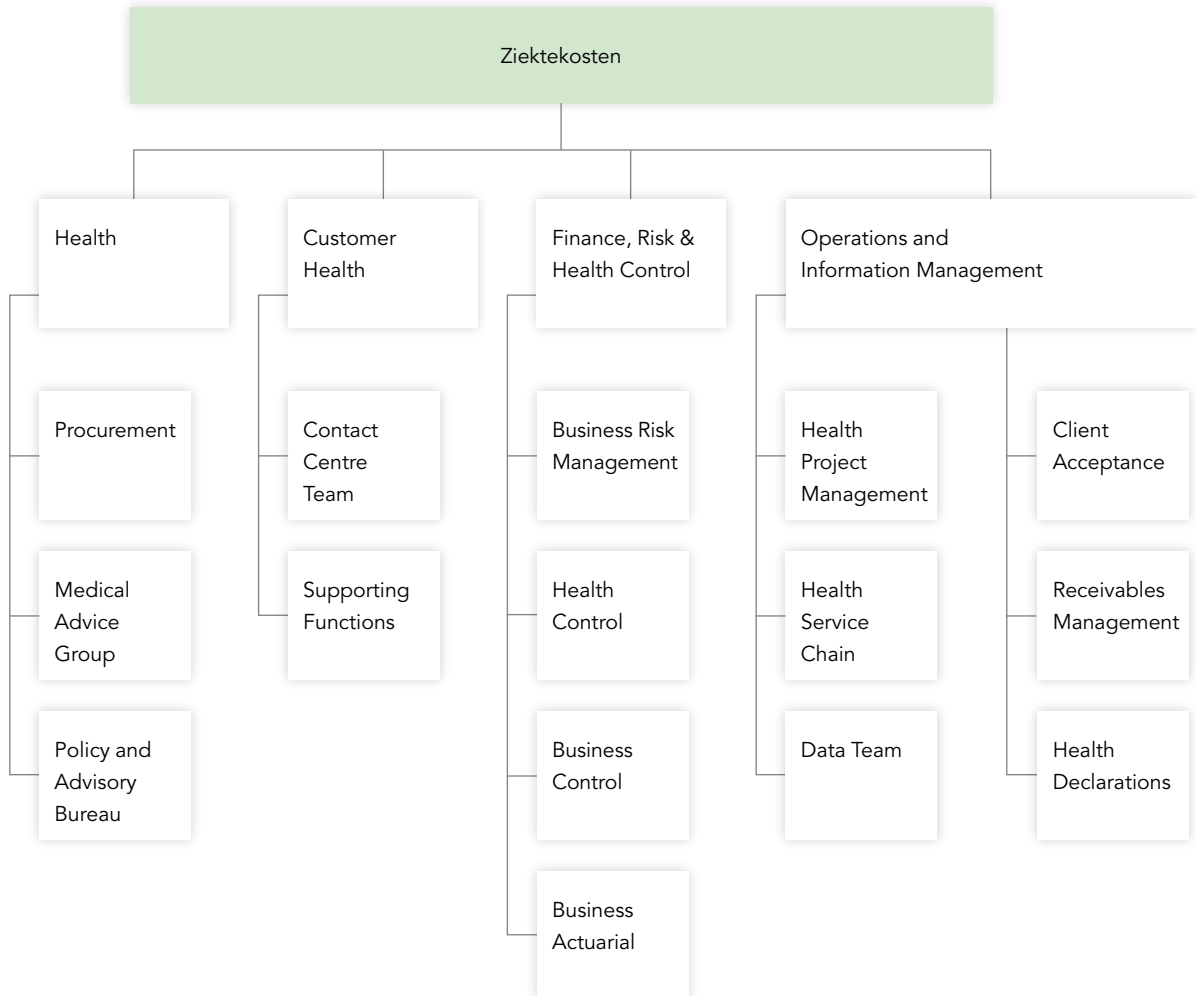 Ziektekosten
Health
Customer
Health
Finance, Risk &
Health Control
Operations and
Information Management
Procurement
Contact
Centre
Team
Business Risk
Management
Health
Project
Management
Client
Acceptance
Medical
Advice
Group
Supporting
Functions
Health
Control
Health
Service
Chain
Receivables
Management
Policy and
Advisory
Bureau
Business
Control
Data Team
Health
Declarations
Business
Actuarial